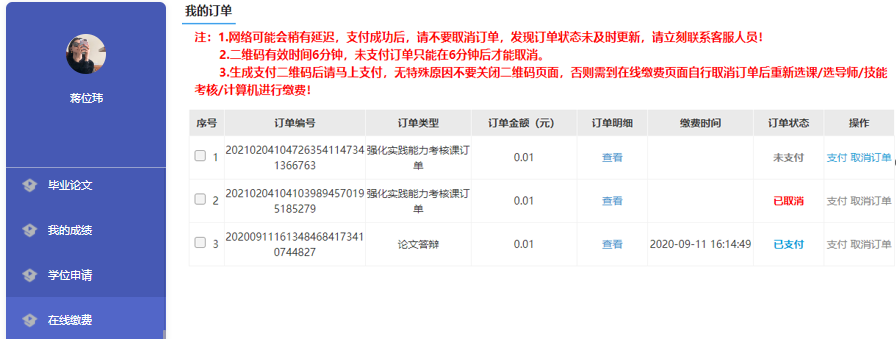 蒋位玮
毕业论文
我的成绩
学位申请
在线缴费
我的订单
注：1.网络可能会稍有延迟，支付成功后，请不要取消订单，发现订单状态未及时更新，请立刻联系客服人员！
2.二维码有效时间6分钟，未支付订单只能在6分钟后才能取消。
3.生成支付二维码后请马上支付，无特殊原因不要关闭二维码页面，否则需到在线缴费页面自行取消订单后重新选课/选导师/技能
考核/计算机进行缴费！
序号 订单编号 订单类型 订单金额（元） 订单明细 缴费时间 订单状态 操作
1 20210204104726354114734 强化实践能力考核课订 0.01 查看 未支付 支付 取消订单
1366763 单
2 20210204104103989457019 强化实践能力考核课订 0.01 查看 已取消 支付 取消订单
5185279 单
3 20200911161348468417341 论文答辩 0.01 查看 2020-09-11 16:14:49 已支付 支付 取消订单
0744827